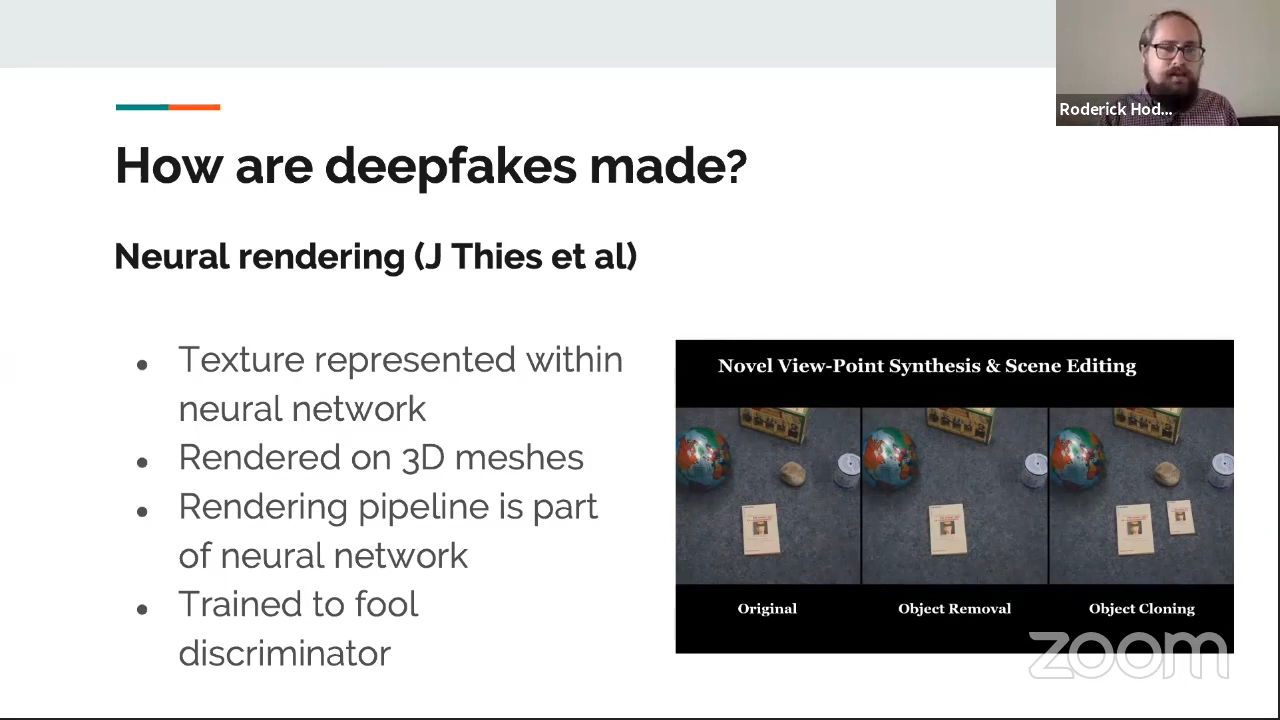 Roderick Hod...
How are deepfakes made?
Neural rendering (J Thies et al)
• Texture represented within
neural network
• Rendered on 3D meshes
• Rendering pipeline is part
of neural network
• Trained to fool
discriminator
Novel View-Point Synthesis & Scene Editing
Original
Object Removal
Object Cloning
zoom